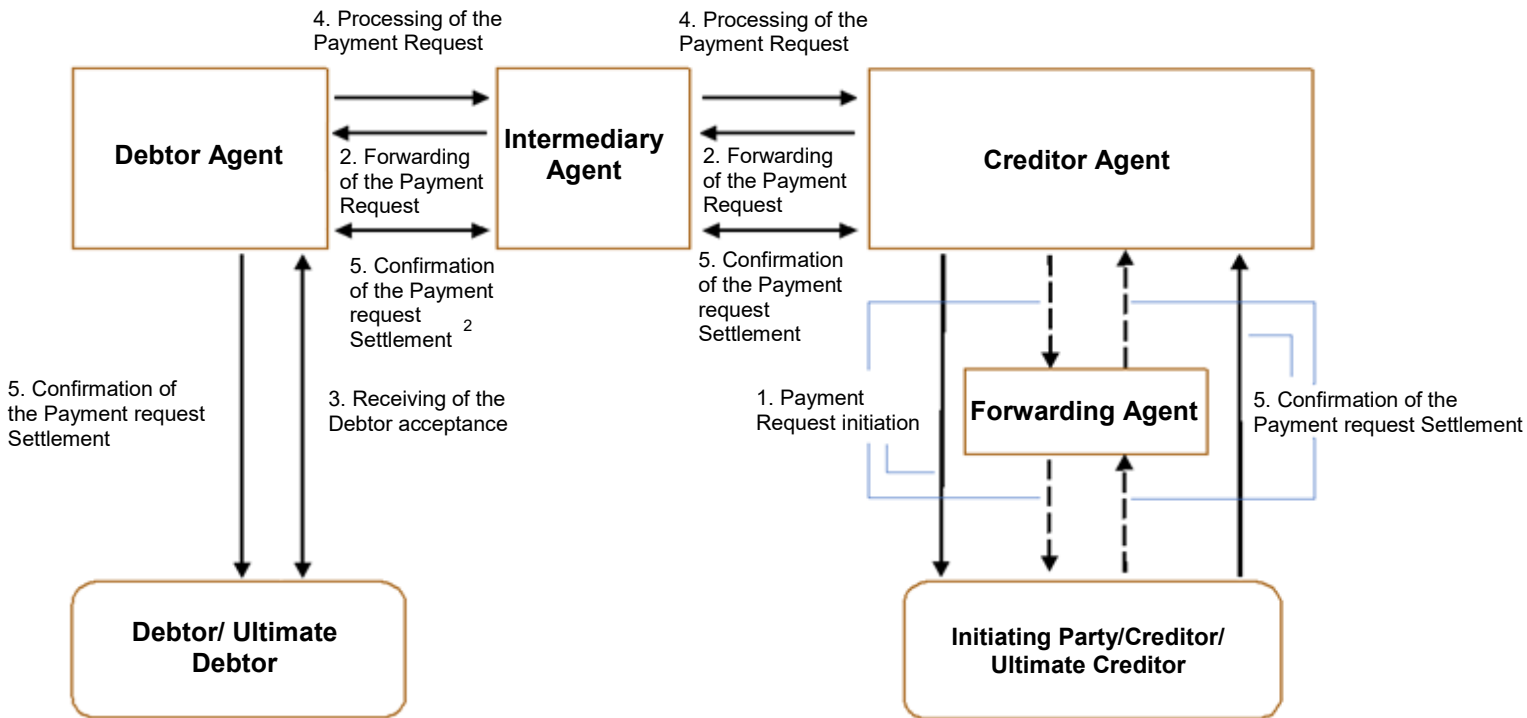 4. Processing of the
Payment Request
4. Processing of the
Payment Request
Debtor Agent
Intermediary
Agent
Creditor Agent
2. Forwarding
of the Payment
Request
2. Forwarding
of the Payment
Request
5. Confirmation
of the Payment
request
Settlement 2
5. Confirmation
of the Payment
request
Settlement
5. Confirmation of
the Payment request
Settlement
3. Receiving of the
Debtor acceptance
1. Payment
Request initiation
Forwarding Agent
5. Confirmation of the
Payment request Settlement
Debtor/ Ultimate
Debtor
Initiating Party/Creditor/
Ultimate Creditor